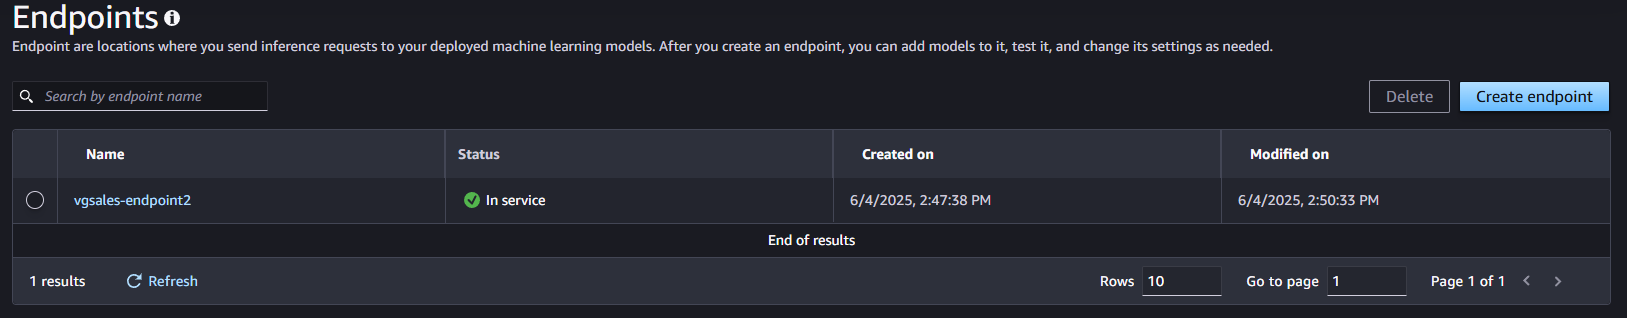 Endpoints
Endpoint are locations where you send inference requests to your deployed machine learning models. After you create an endpoint, you can add models to it, test it, and change its settings as needed.
Search by endpoint name Delete Create endpoint
Name Status Created on Modified on
vgsales-endpoint2 In service 6/4/2025, 2:47:38 PM 6/4/2025, 2:50:33 PM
End of results
1 results Refresh Rows 10 Go to page 1 Page 1 of 1